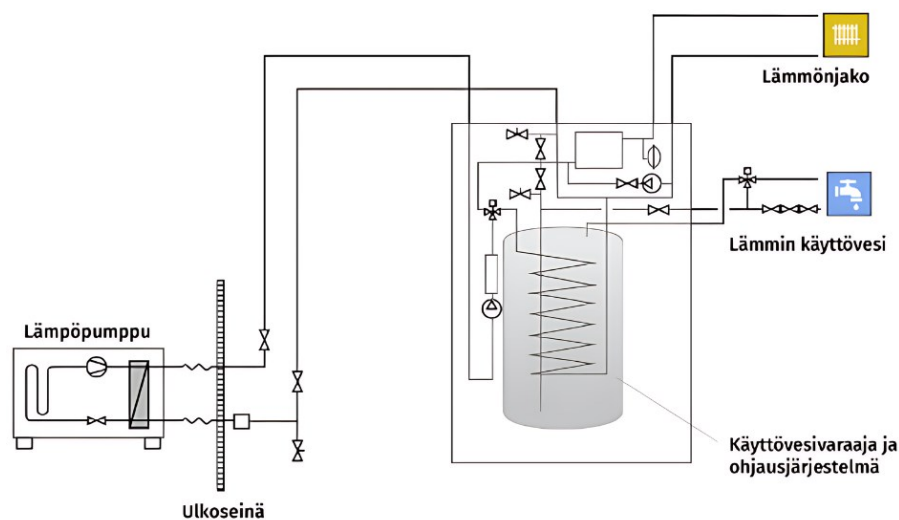 Lämmönjako
Lämmin käyttövesi
Lämpöpumppu
Käyttövesivaraaja ja
ohjausjärjestelmä
Ulkoseinä